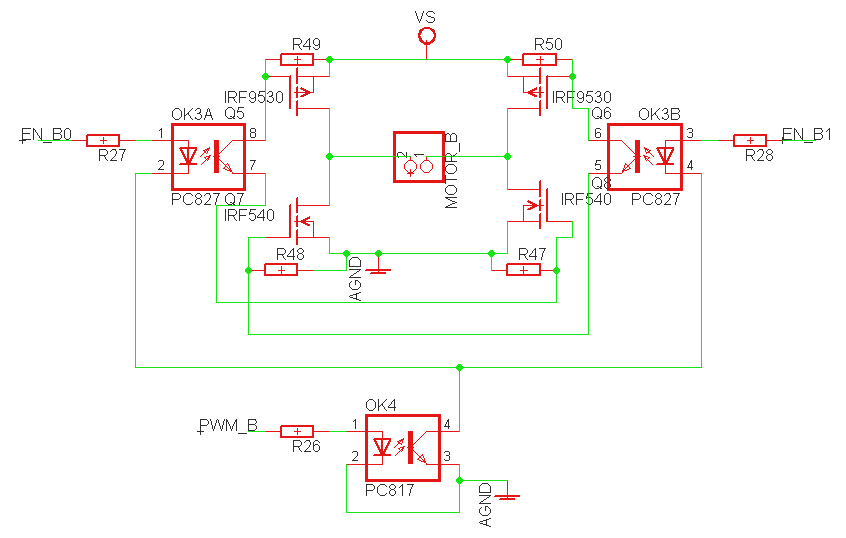 VS
R49
R50
IRF9530
IRF9530
OK3A
Q5
Q6
OK3B
EN_B0
1
8
2
1
MOTOR_B
6
3
EN_B1
R27
R28
2
7
5
4
PC827
Q7
Q8
PC827
IRF540
IRF540
R48
R47
AGND
OK4
PWM_B
1
4
R26
2
3
PC817
AGND